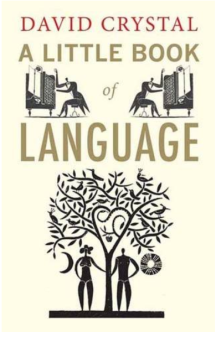 DAVID CRYSTAL
A LITTLE BOOK
of
LANGUAGE